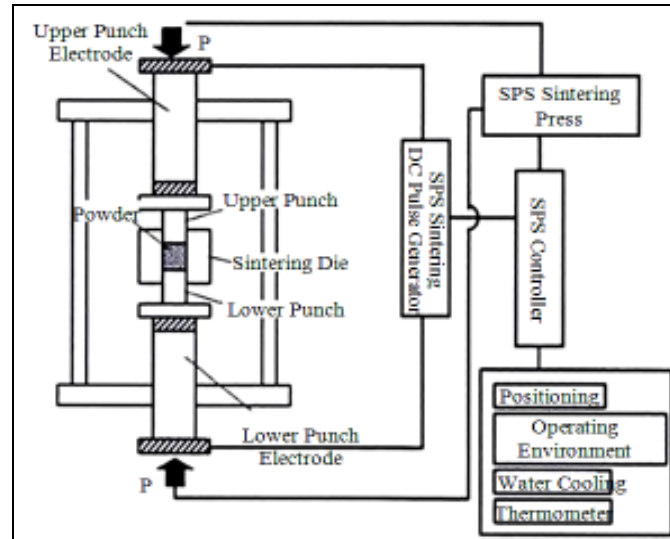 Upper Punch
Electrode
P
SPS Sintering
Press
SPS Sintering
DC Pulse Generator
SPS Controller
Powder
Upper Punch
Sintering Die
Lower Punch
Lower Punch
Electrode
P
Positioning
Operating
Environment
Water Cooling
Thermometer